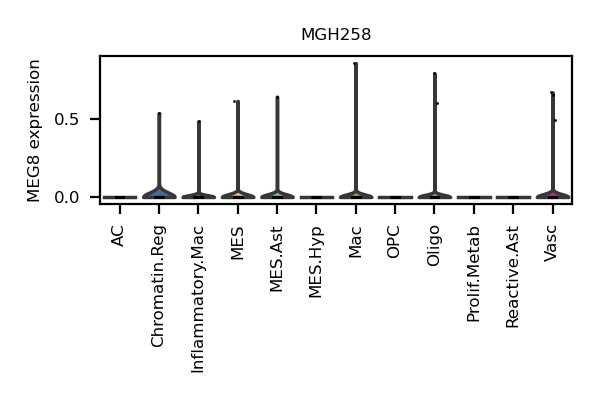 MGH258
MEG8 expression
0.5
0.0
AC
Chromatin.Reg
Inflammatory.Mac
MES
MES.Ast
MES.Hyp
Mac
OPC
Oligo
Prolif.Metab
Reactive.Ast
Vasc